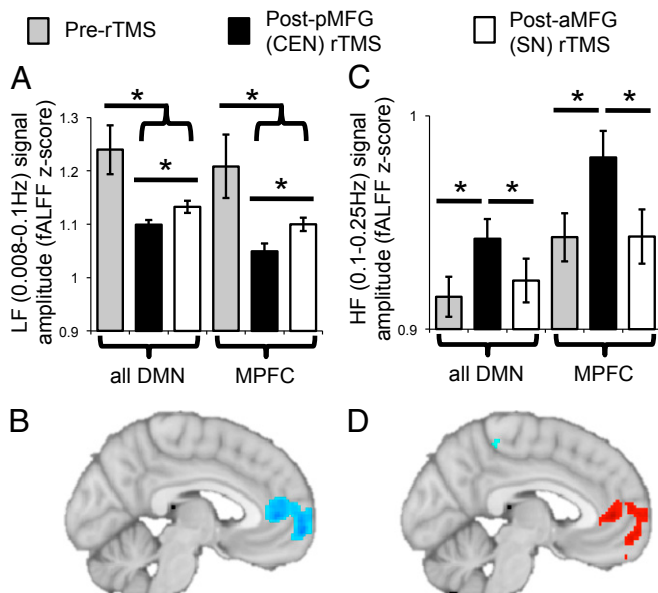 Pre-rTMS
Post-pMFG
(CEN) rTMS
Post-aMFG
(SN) rTMS
A
LF (0.008-0.1Hz) signal
amplitude (fALFF z-score)
1.3
1.2
1.1
1
0.9
*
*
*
*
all DMN
MPFC
C
HF (0.1-0.25Hz) signal
amplitude (fALFF z-score)
1
0.9
*
*
*
*
all DMN
MPFC
B
D